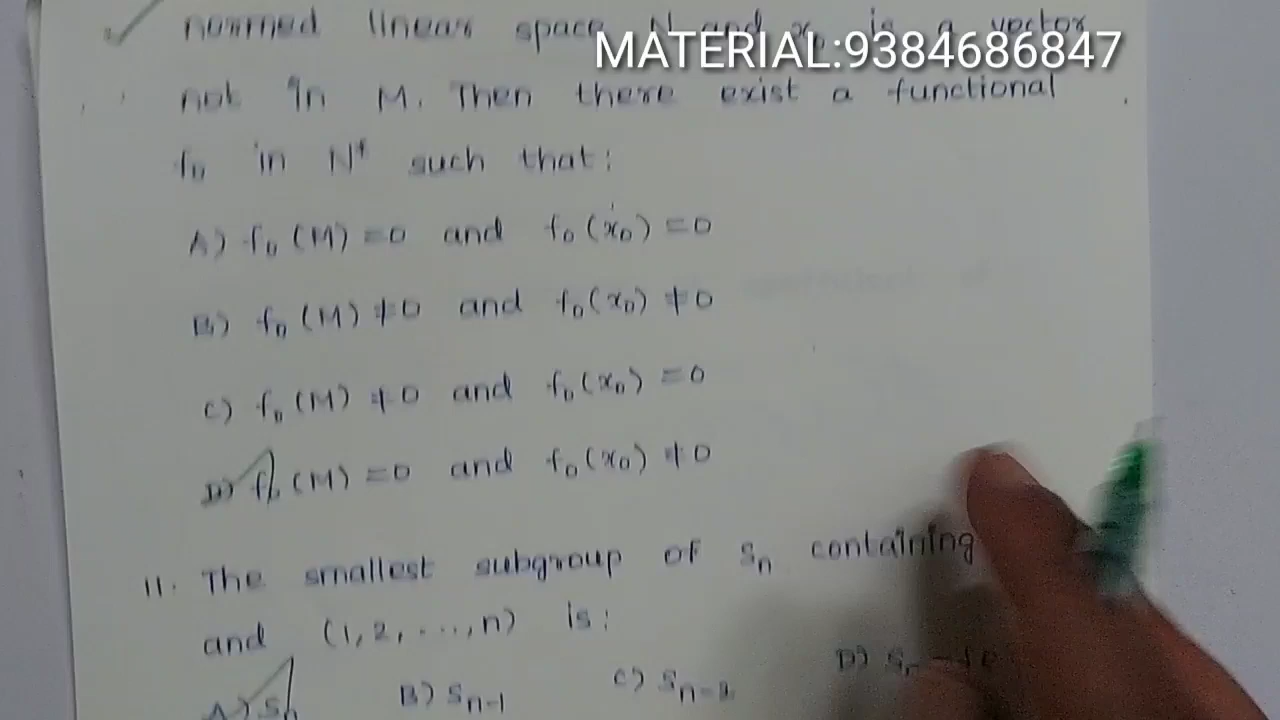 normed linear space N and x₀ is a vector
MATERIAL:9384686847
not in M. Then there exist a functional
f₀ in N* such that:
A) f₀ (M) = 0 and f₀(x₀) = 0
B) f₀ (M) ≠ 0 and f₀(x₀) ≠ 0
C) f₀ (M) ≠ 0 and f₀(x₀) = 0
D) f₀ (M) = 0 and f₀(x₀) ≠ 0
11. The smallest subgroup of Sₙ containing
and (1, 2, ..., n) is:
A) Sₙ B) Sₙ₋₁ C) Sₙ₋₂ D)